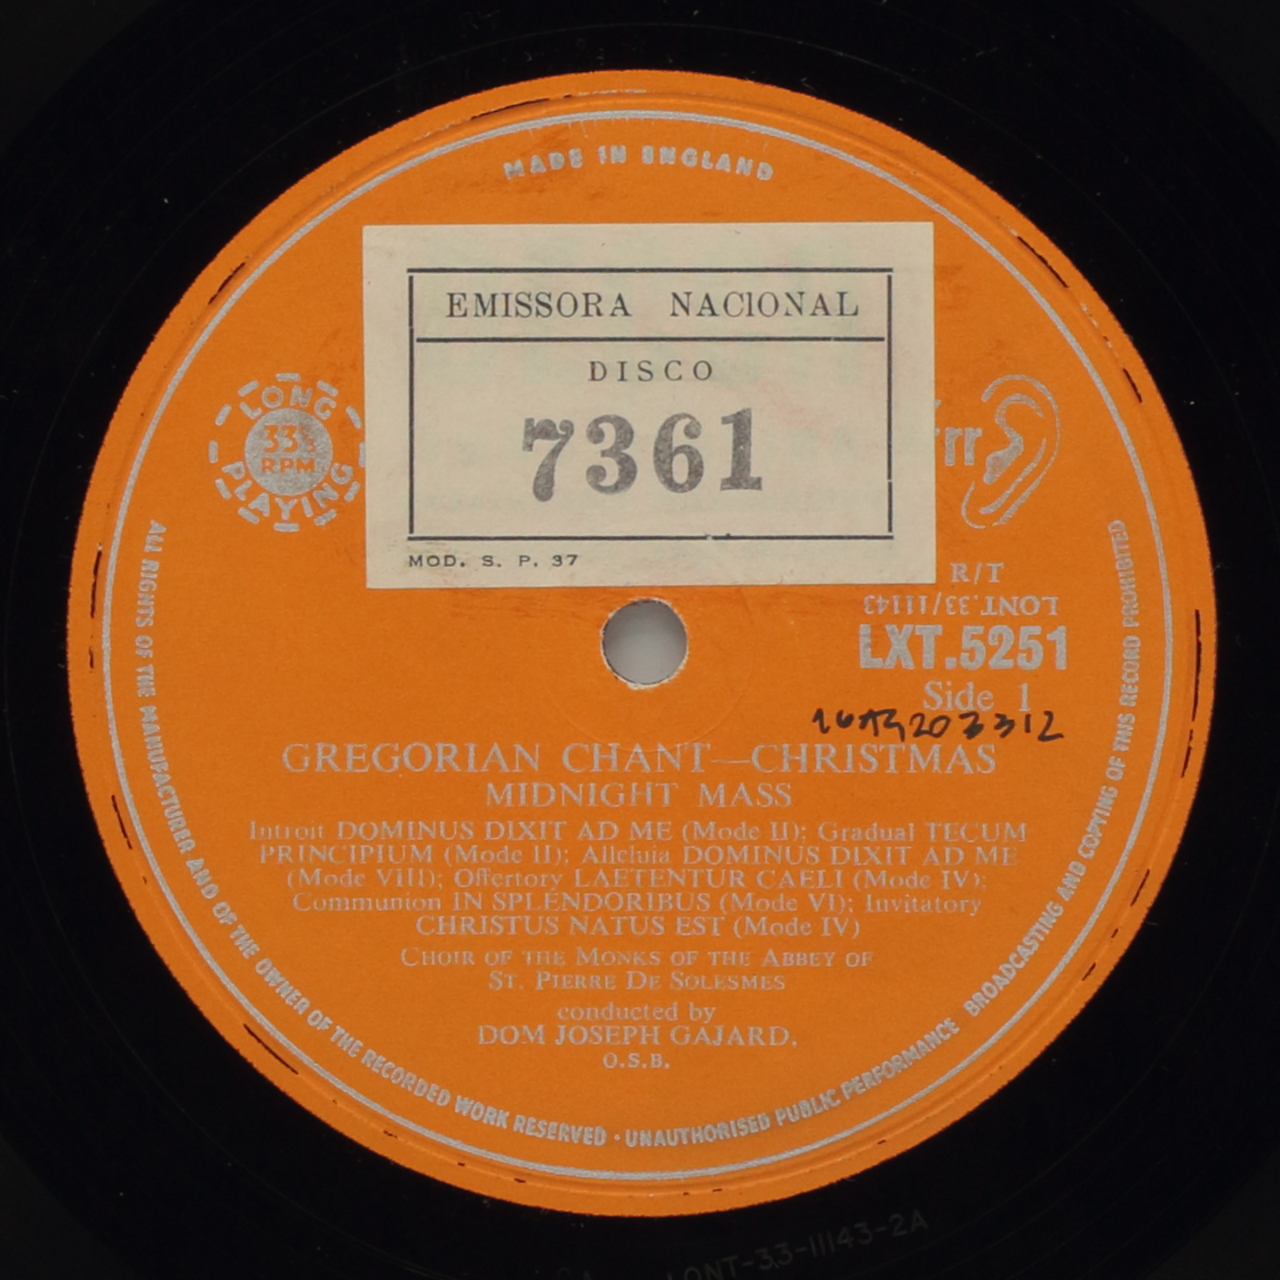 MADE IN ENGLAND
EMISSORA NACIONAL
DISCO
7361
MOD. S. P. 37
LONG
33⅓
RPM
PLAYING
rr
R/T
LONT.33/11143
LXT.5251
Side 1
GREGORIAN CHANT—CHRISTMAS
MIDNIGHT MASS
Introit DOMINUS DIXIT AD ME (Mode II); Gradual TECUM
PRINCIPIUM (Mode II); Alleluia DOMINUS DIXIT AD ME
(Mode VIII); Offertory LAETENTUR CAELI (Mode IV);
Communion IN SPLENDORIBUS (Mode VI); Invitatory
CHRISTUS NATUS EST (Mode IV)
CHOIR OF THE MONKS OF THE ABBEY OF
ST. PIERRE DE SOLESMES
conducted by
DOM JOSEPH GAJARD,
O.S.B.
ALL RIGHTS OF THE MANUFACTURER AND OF THE OWNER OF THE RECORDED WORK RESERVED · UNAUTHORISED PUBLIC PERFORMANCE BROADCASTING AND COPYING OF THIS RECORD PROHIBITED
LONT-33-11143-2A